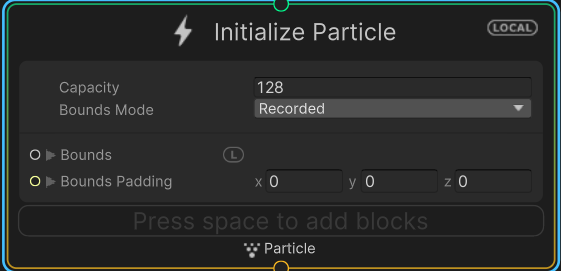 Initialize Particle LOCAL
Capacity 128
Bounds Mode Recorded
Bounds L
Bounds Padding x 0 y 0 z 0
Press space to add blocks
Particle